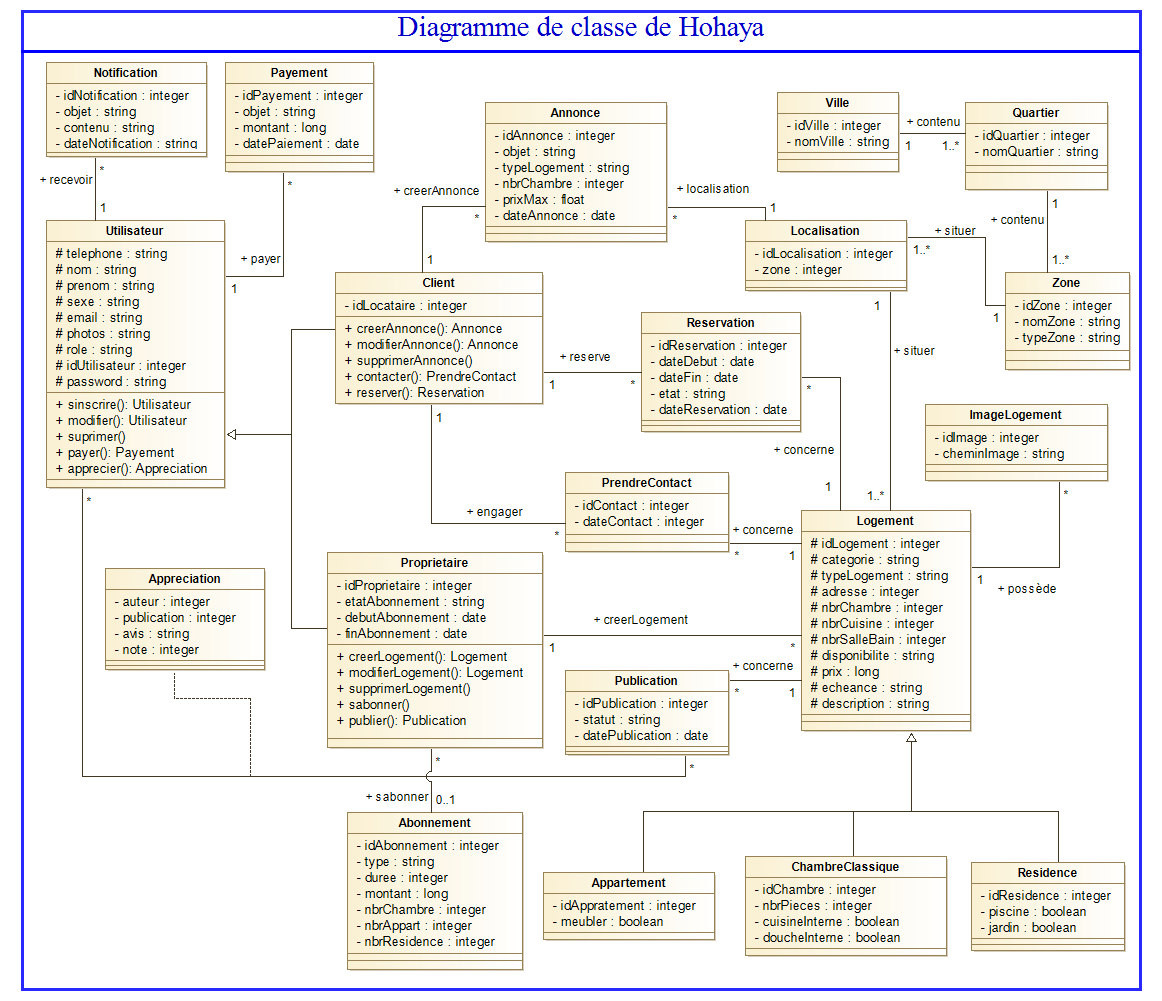 Diagramme de classe de Hohaya
Notification
- idNotification : integer
- objet : string
- contenu : string
- dateNotification : string
Payement
- idPayement : integer
- objet : string
- montant : long
- datePaiement : date
Annonce
- idAnnonce : integer
- objet : string
- typeLogement : string
- nbrChambre : integer
- prixMax : float
- dateAnnonce : date
Ville
- idVille : integer
- nomVille : string
+ contenu
1
1..*
Quartier
- idQuartier : integer
- nomQuartier : string
*
+ recevoir
1
*
+ payer
1
+ creerAnnonce
*
1
+ localisation
*
1
1
+ contenu
1..*
Utilisateur
# telephone : string
# nom : string
# prenom : string
# sexe : string
# email : string
# photos : string
# role : string
# idUtilisateur : integer
# password : string
+ sinscrire(): Utilisateur
+ modifier(): Utilisateur
+ suprimer()
+ payer(): Payement
+ apprecier(): Appreciation
*
Client
- idLocataire : integer
+ creerAnnonce(): Annonce
+ modifierAnnonce(): Annonce
+ supprimerAnnonce()
+ contacter(): PrendreContact
+ reserver(): Reservation
Localisation
- idLocalisation : integer
- zone : integer
+ situer
1..*
1
Zone
- idZone : integer
- nomZone : string
- typeZone : string
1
+ situer
1..*
+ reserve
1
*
Reservation
- idReservation : integer
- dateDebut : date
- dateFin : date
- etat : string
- dateReservation : date
*
+ concerne
1
ImageLogement
- idImage : integer
- cheminImage : string
*
1
+ possède
1
+ engager
*
PrendreContact
- idContact : integer
- dateContact : integer
+ concerne
*
1
Logement
# idLogement : integer
# categorie : string
# typeLogement : string
# adresse : integer
# nbrChambre : integer
# nbrCuisine : integer
# nbrSalleBain : integer
# disponibilite : string
# prix : long
# echeance : string
# description : string
Appreciation
- auteur : integer
- publication : integer
- avis : string
- note : integer
Proprietaire
- idProprietaire : integer
- etatAbonnement : string
- debutAbonnement : date
- finAbonnement : date
+ creerLogement(): Logement
+ modifierLogement(): Logement
+ supprimerLogement()
+ sabonner()
+ publier(): Publication
+ creerLogement
1
*
Publication
- idPublication : integer
- statut : string
- datePublication : date
+ concerne
*
1
*
*
+ sabonner
0..1
Abonnement
- idAbonnement : integer
- type : string
- duree : integer
- montant : long
- nbrChambre : integer
- nbrAppart : integer
- nbrResidence : integer
Appartement
- idAppratement : integer
- meubler : boolean
ChambreClassique
- idChambre : integer
- nbrPieces : integer
- cuisineInterne : boolean
- doucheInterne : boolean
Residence
- idResidence : integer
- piscine : boolean
- jardin : boolean